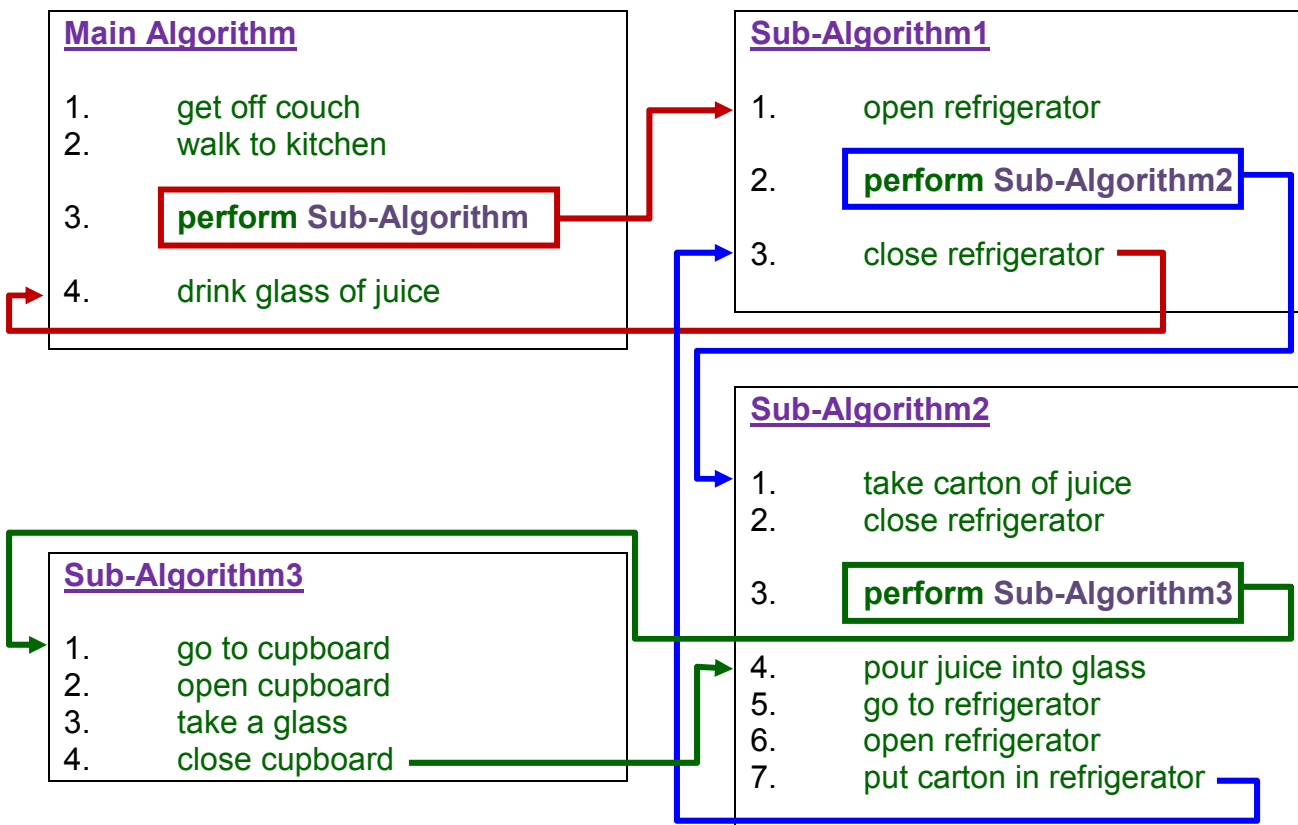 Main Algorithm
1. get off couch
2. walk to kitchen
3. perform Sub-Algorithm
4. drink glass of juice
Sub-Algorithm1
1. open refrigerator
2. perform Sub-Algorithm2
3. close refrigerator
Sub-Algorithm2
1. take carton of juice
2. close refrigerator
3. perform Sub-Algorithm3
4. pour juice into glass
5. go to refrigerator
6. open refrigerator
7. put carton in refrigerator
Sub-Algorithm3
1. go to cupboard
2. open cupboard
3. take a glass
4. close cupboard